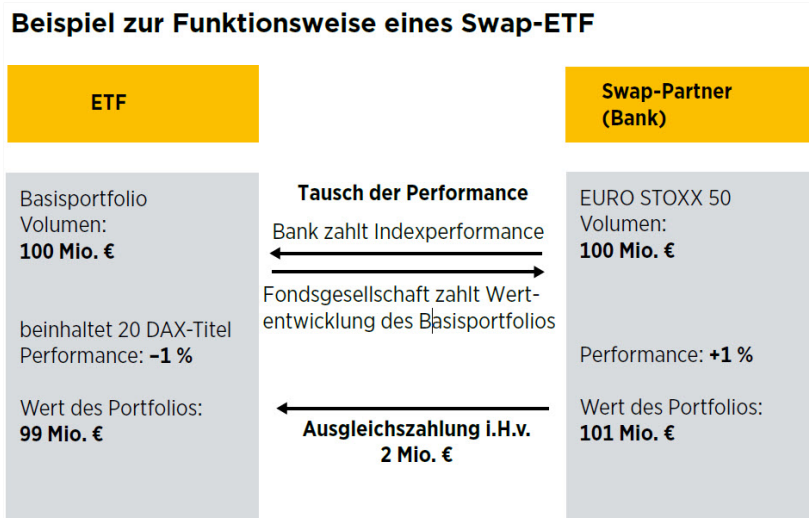 Beispiel zur Funktionsweise eines Swap-ETF
ETF
Swap-Partner
(Bank)
Basisportfolio
Volumen:
100 Mio. €
beinhaltet 20 DAX-Titel
Performance: –1 %
Wert des Portfolios:
99 Mio. €
Tausch der Performance
Bank zahlt Indexperformance
Fondsgesellschaft zahlt Wert-
entwicklung des Basisportfolios
Ausgleichszahlung i.H.v.
2 Mio. €
EURO STOXX 50
Volumen:
100 Mio. €
Performance: +1 %
Wert des Portfolios:
101 Mio. €